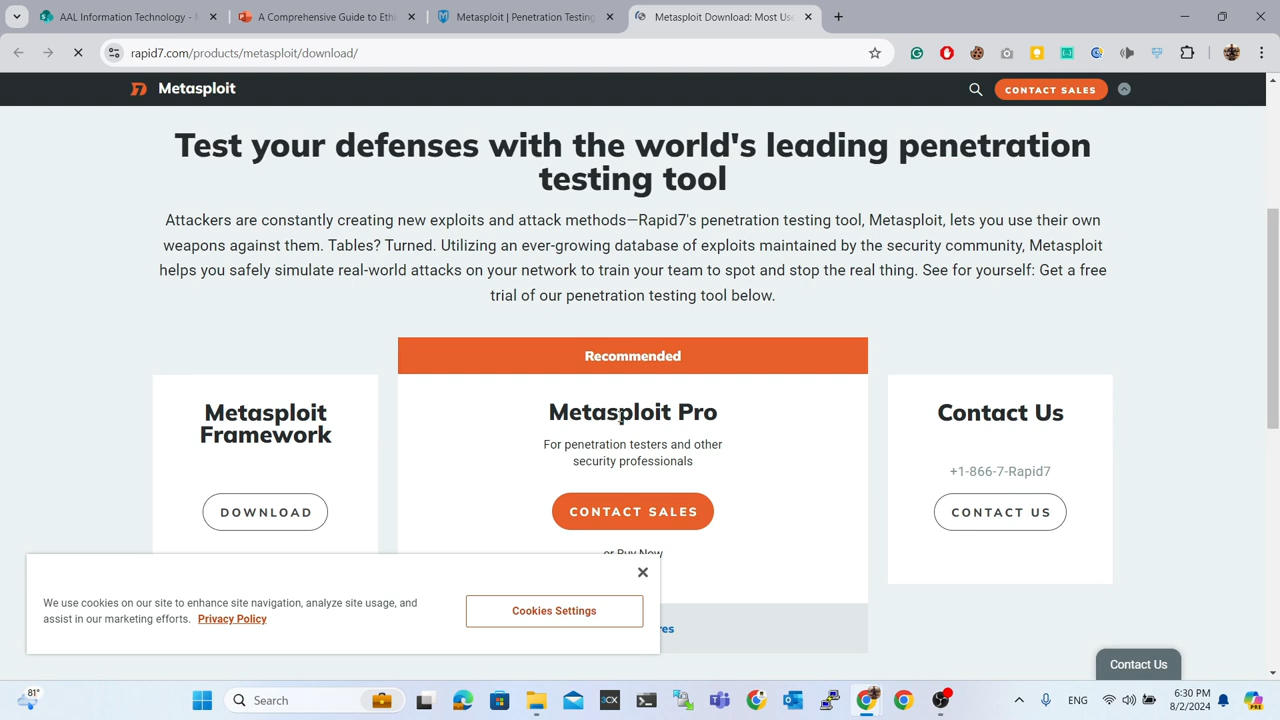 AAL Information Technology -
A Comprehensive Guide to Ethi
Metasploit | Penetration Testing
Metasploit Download: Most Use
rapid7.com/products/metasploit/download/
Metasploit
CONTACT SALES
Test your defenses with the world's leading penetration
testing tool
Attackers are constantly creating new exploits and attack methods—Rapid7's penetration testing tool, Metasploit, lets you use their own
weapons against them. Tables? Turned. Utilizing an ever-growing database of exploits maintained by the security community, Metasploit
helps you safely simulate real-world attacks on your network to train your team to spot and stop the real thing. See for yourself: Get a free
trial of our penetration testing tool below.
Recommended
Metasploit
Framework
DOWNLOAD
Metasploit Pro
For penetration testers and other
security professionals
CONTACT SALES
or Buy Now
Contact Us
+1-866-7-Rapid7
CONTACT US
We use cookies on our site to enhance site navigation, analyze site usage, and
assist in our marketing efforts. Privacy Policy
Cookies Settings
Contact Us
81°
Search
ENG
6:30 PM
8/2/2024